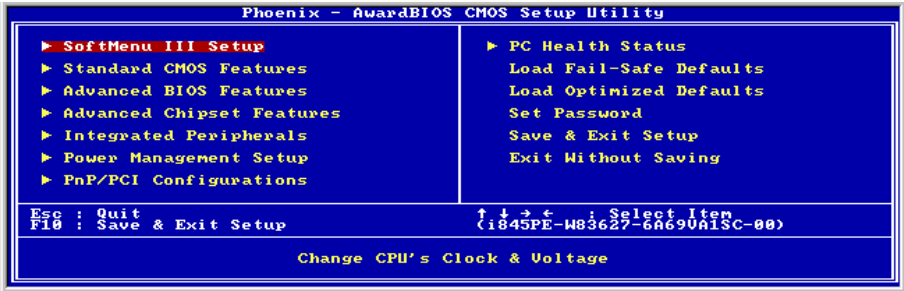 Phoenix - AwardBIOS CMOS Setup Utility
SoftMenu III Setup
Standard CMOS Features
Advanced BIOS Features
Advanced Chipset Features
Integrated Peripherals
Power Management Setup
PnP/PCI Configurations
PC Health Status
Load Fail-Safe Defaults
Load Optimized Defaults
Set Password
Save & Exit Setup
Exit Without Saving
Esc : Quit
F10 : Save & Exit Setup
↑ ↓ → ← : Select Item
(i845PE-W83627-6A69VA1SC-00)
Change CPU's Clock & Voltage